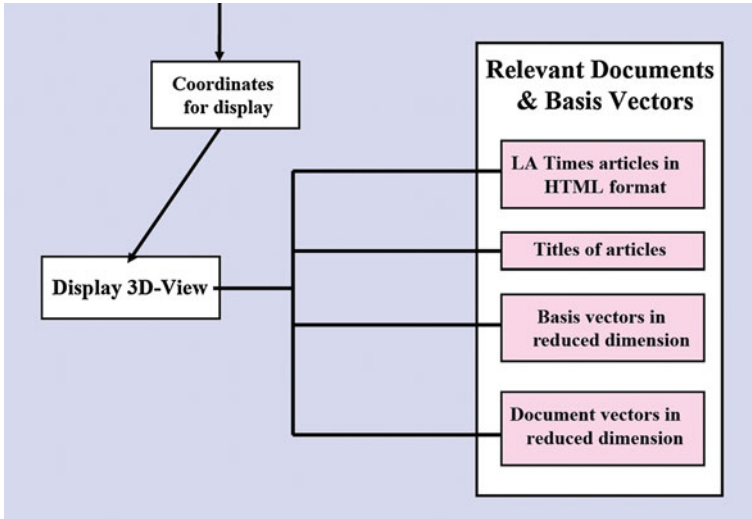 Coordinates
for display
Display 3D-View
Relevant Documents
& Basis Vectors
LA Times articles in
HTML format
Titles of articles
Basis vectors in
reduced dimension
Document vectors in
reduced dimension